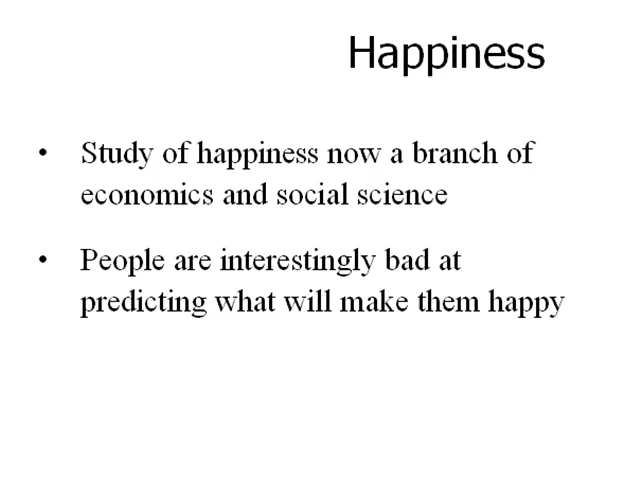 Happiness
• Study of happiness now a branch of
economics and social science
• People are interestingly bad at
predicting what will make them happy